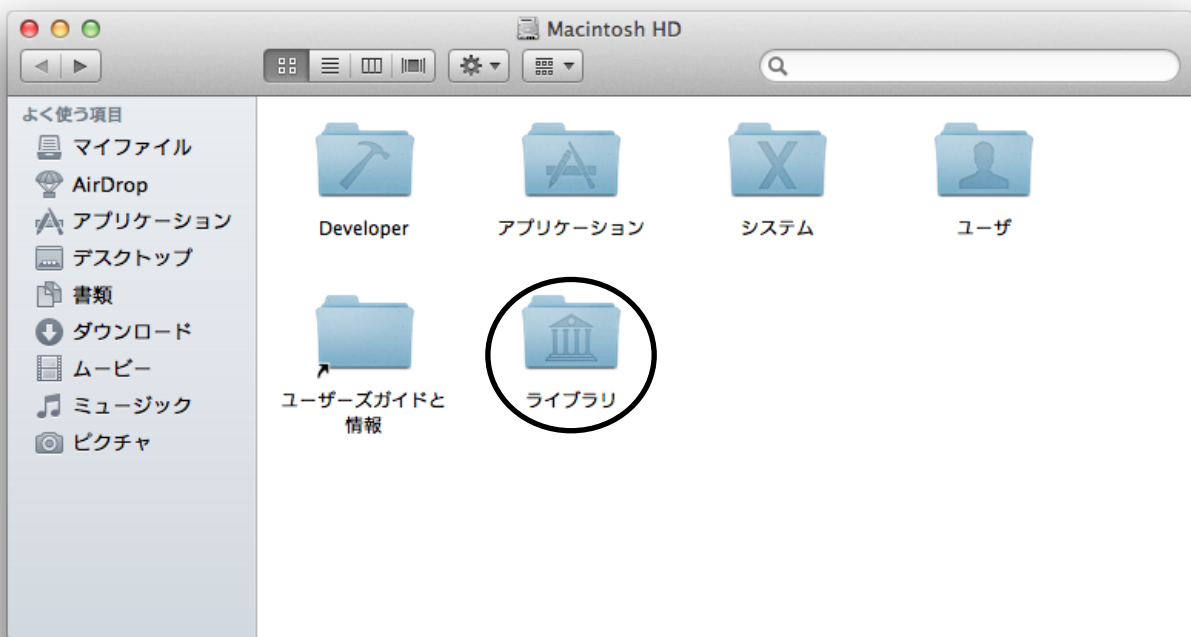 Macintosh HD
よく使う項目
マイファイル
AirDrop
アプリケーション
デスクトップ
書類
ダウンロード
ムービー
ミュージック
ピクチャ
Developer
アプリケーション
システム
ユーザ
ユーザーズガイドと
情報
ライブラリ